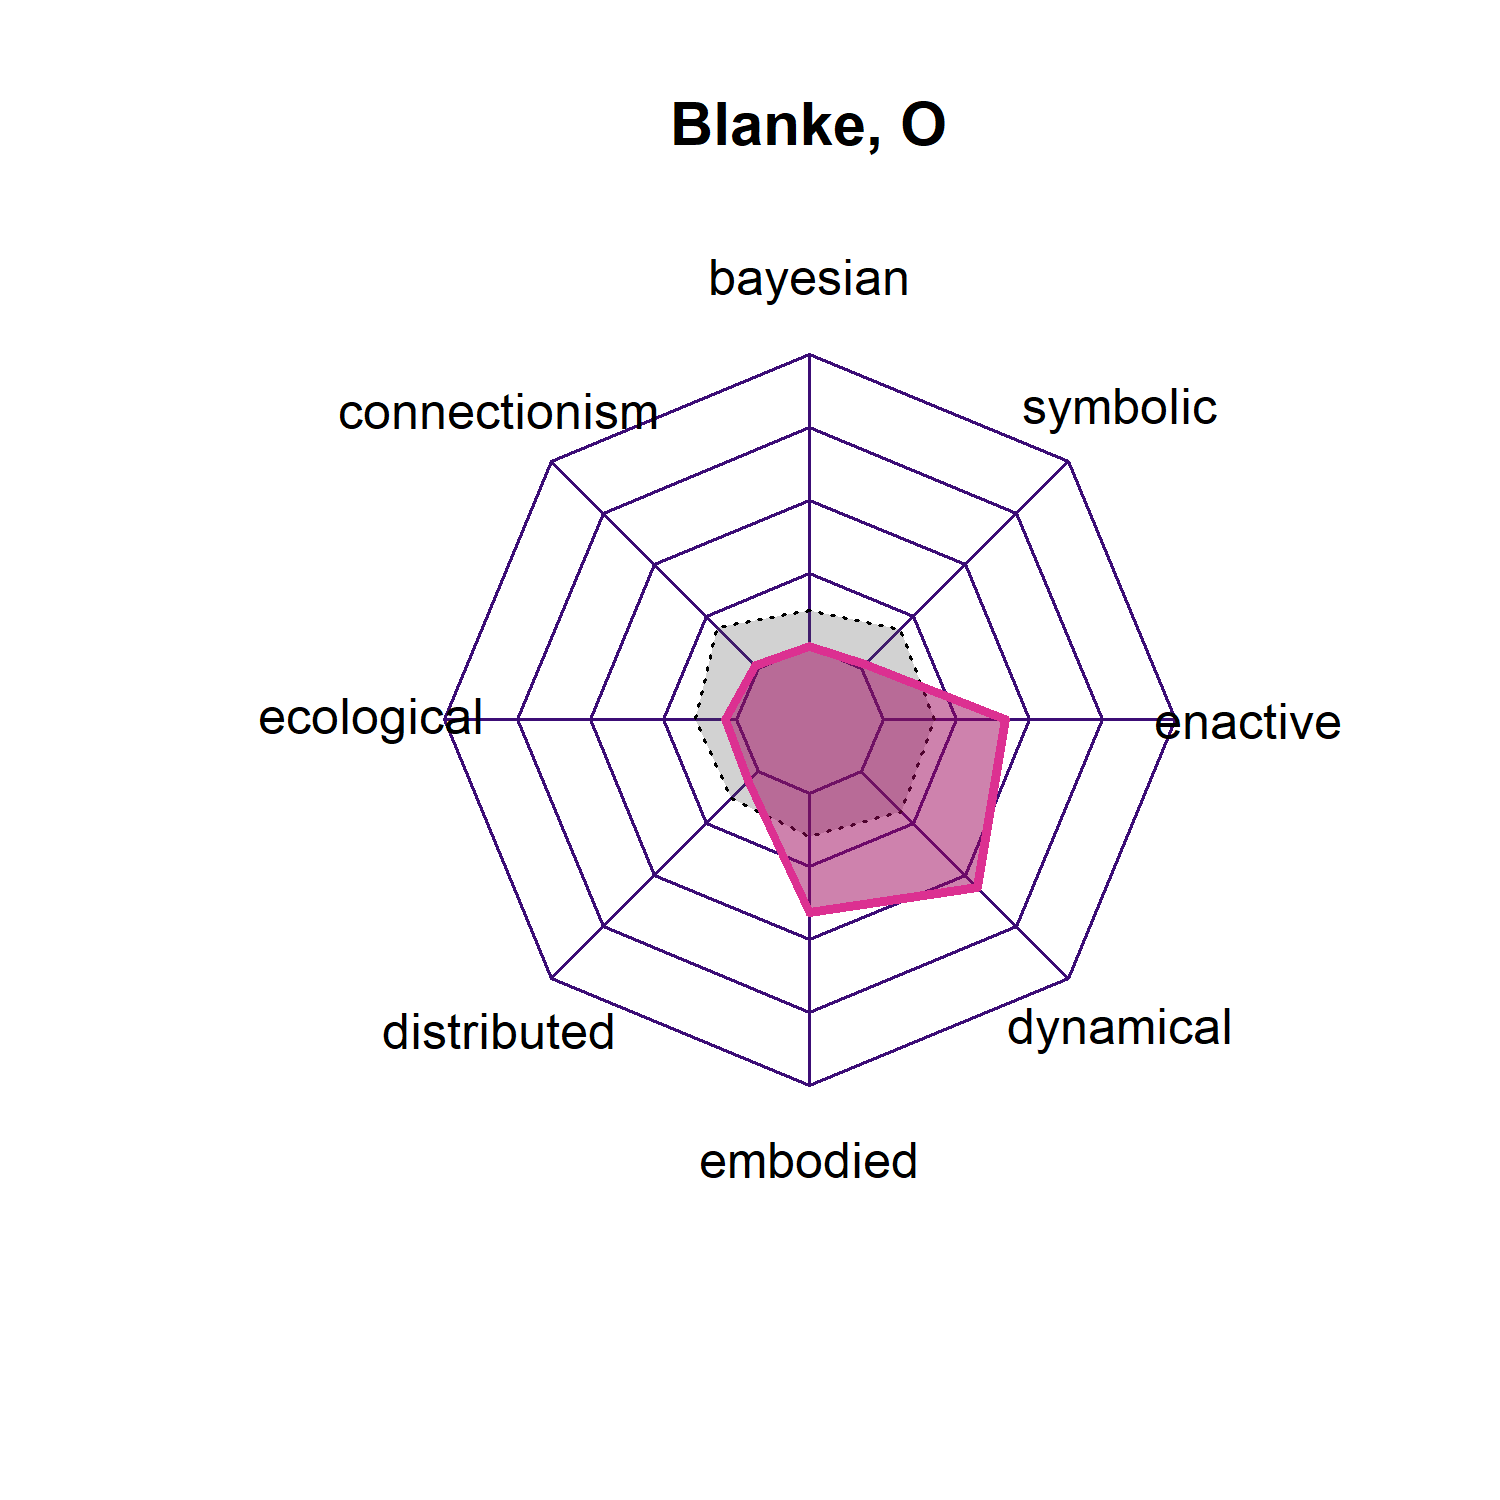 Blanke, O
bayesian
symbolic
connectionism
enactive
ecological
dynamical
distributed
embodied